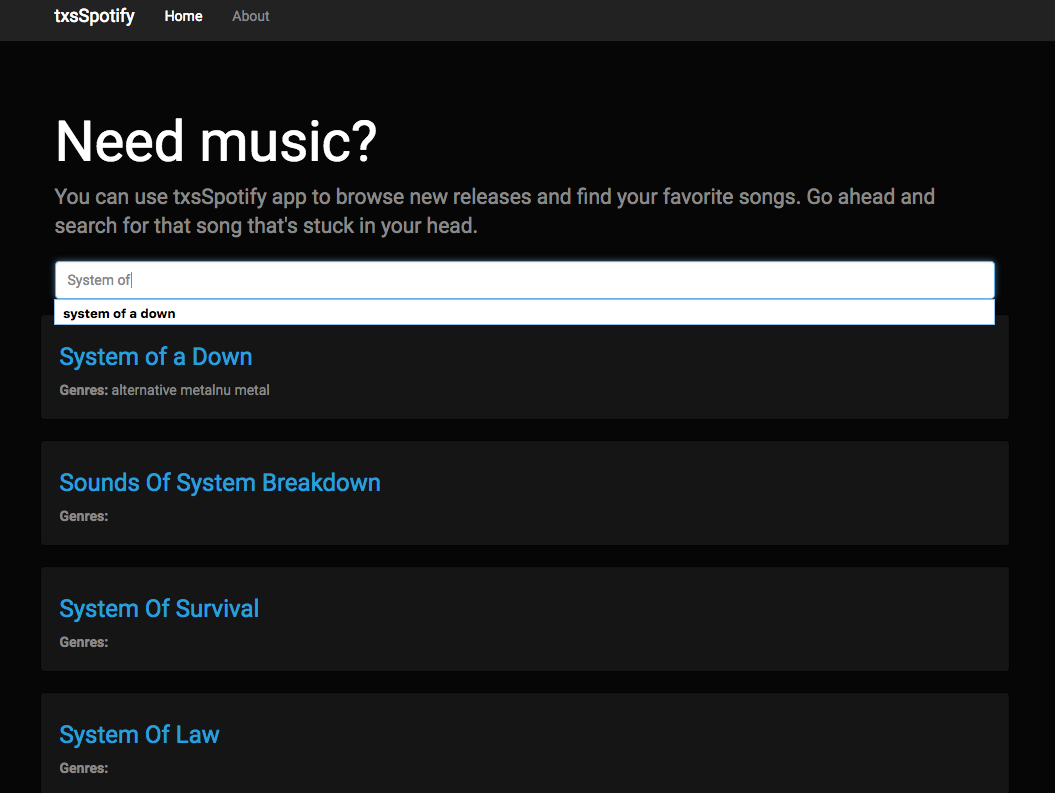 txsSpotify Home About
Need music?
You can use txsSpotify app to browse new releases and find your favorite songs. Go ahead and
search for that song that's stuck in your head.
System of
system of a down
System of a Down
Genres: alternative metalnu metal
Sounds Of System Breakdown
Genres:
System Of Survival
Genres:
System Of Law
Genres: